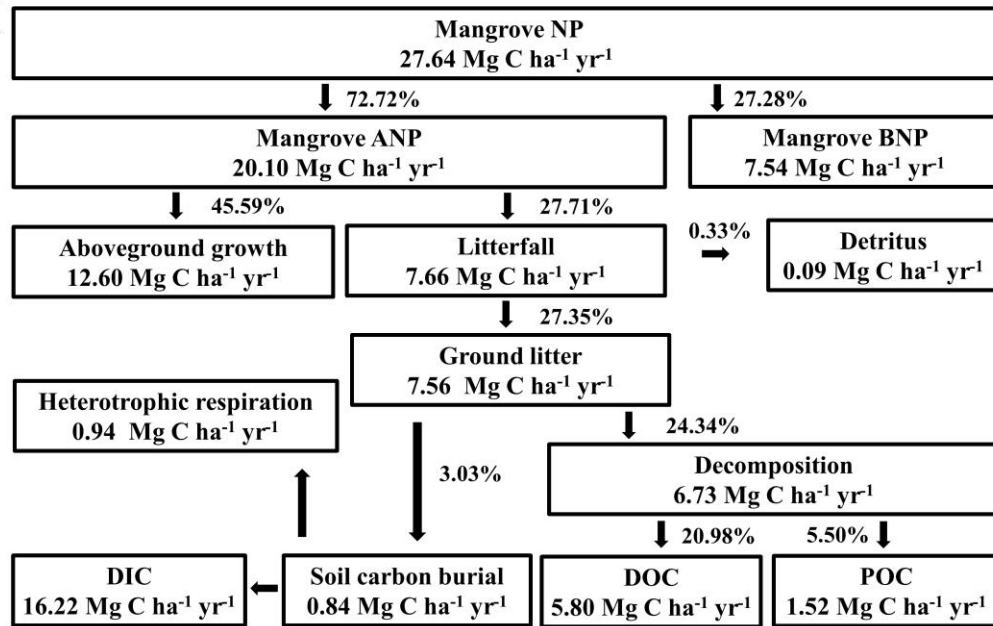 Mangrove NP
27.64 Mg C ha⁻¹ yr⁻¹
72.72%
27.28%
Mangrove ANP
20.10 Mg C ha⁻¹ yr⁻¹
Mangrove BNP
7.54 Mg C ha⁻¹ yr⁻¹
45.59%
27.71%
Aboveground growth
12.60 Mg C ha⁻¹ yr⁻¹
Litterfall
7.66 Mg C ha⁻¹ yr⁻¹
0.33%
Detritus
0.09 Mg C ha⁻¹ yr⁻¹
27.35%
Ground litter
7.56 Mg C ha⁻¹ yr⁻¹
Heterotrophic respiration
0.94 Mg C ha⁻¹ yr⁻¹
3.03%
24.34%
Decomposition
6.73 Mg C ha⁻¹ yr⁻¹
20.98%
5.50%
DIC
16.22 Mg C ha⁻¹ yr⁻¹
Soil carbon burial
0.84 Mg C ha⁻¹ yr⁻¹
DOC
5.80 Mg C ha⁻¹ yr⁻¹
POC
1.52 Mg C ha⁻¹ yr⁻¹